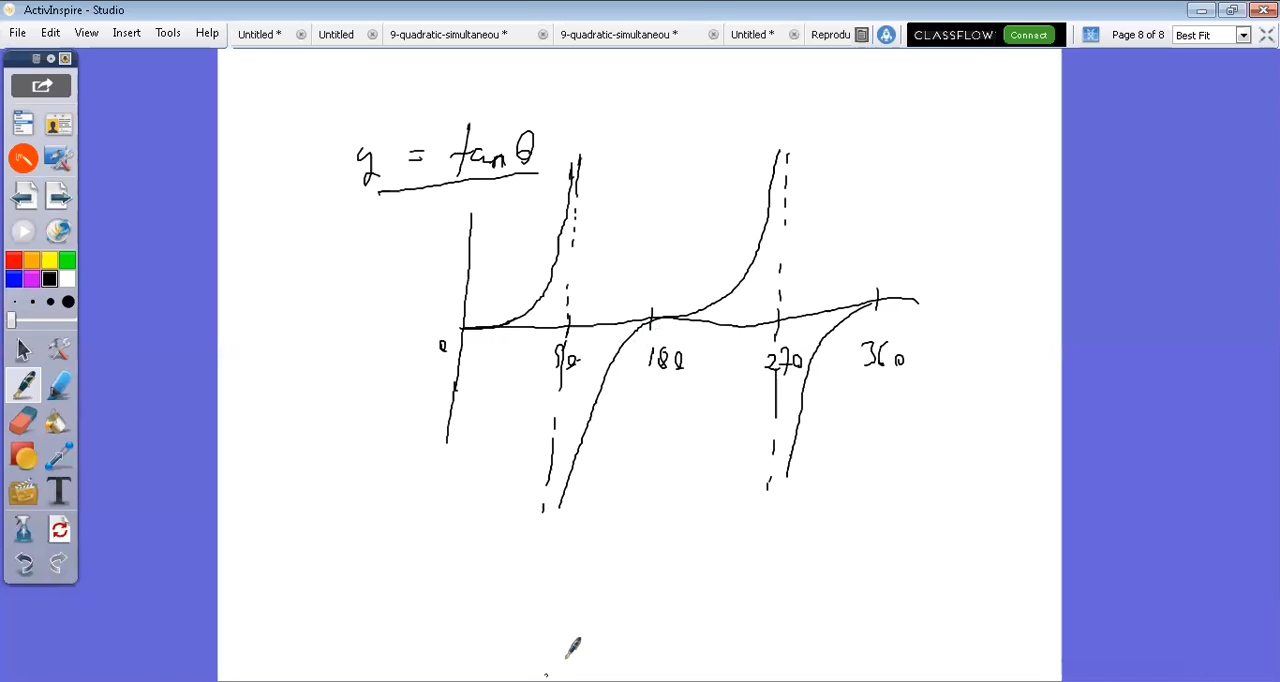 ActivInspire - Studio
File Edit View Insert Tools Help Untitled * Untitled 9-quadratic-simultaneou * 9-quadratic-simultaneou * Untitled * Reprodu CLASSFLOW Connect Page 8 of 8 Best Fit
y = tanθ
0 90 180 270 360